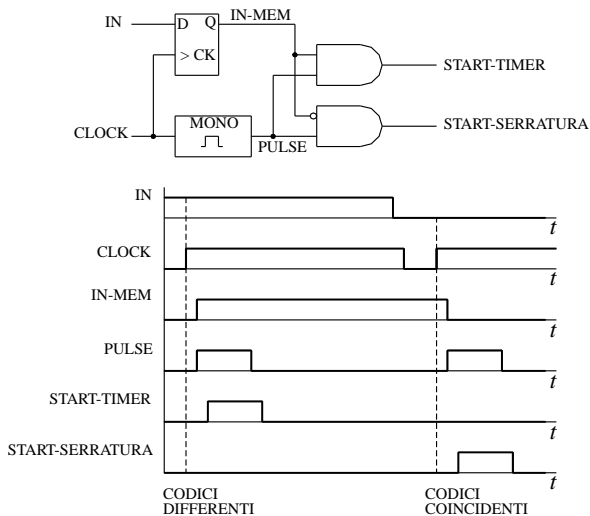 IN
IN-MEM
D
Q
> CK
START-TIMER
CLOCK
MONO
PULSE
START-SERRATURA
IN
t
CLOCK
t
IN-MEM
t
PULSE
t
START-TIMER
t
START-SERRATURA
t
CODICI
DIFFERENTI
CODICI
COINCIDENTI